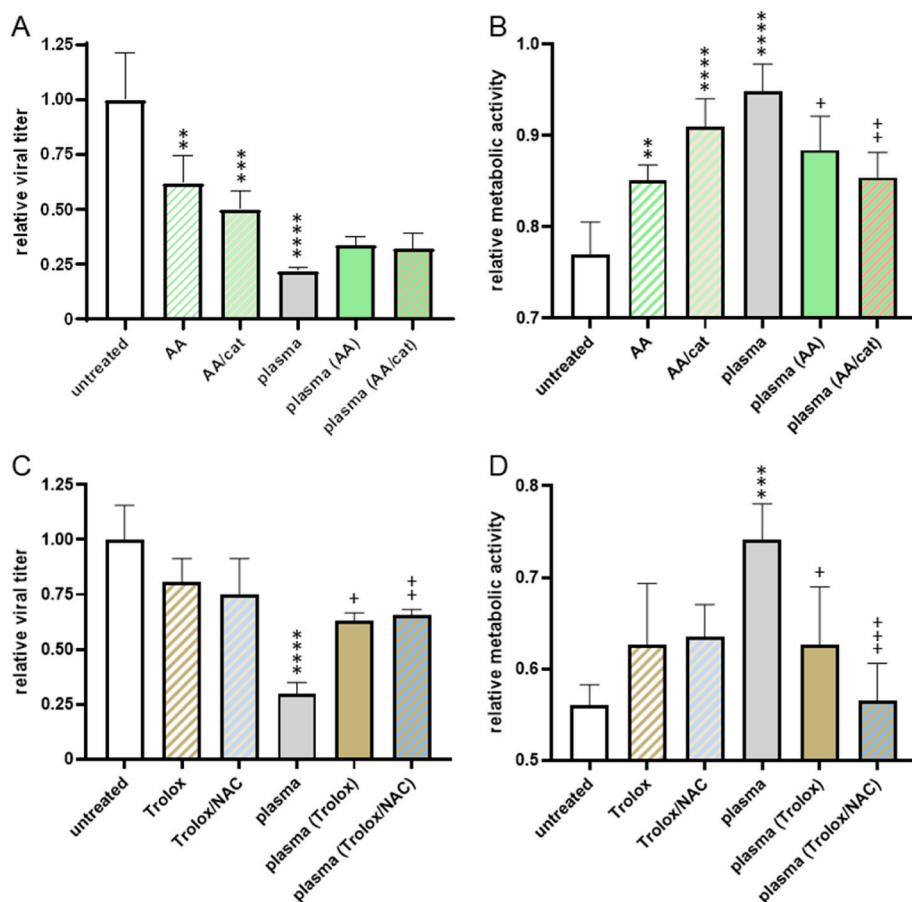 A
relative viral titer
1.25
1.00
0.75
0.50
0.25
0
**
***
****
untreated
AA
AA/cat
plasma
plasma (AA)
plasma (AA/cat)
B
relative metabolic activity
1.0
0.9
0.8
0.7
**
****
****
+
++
untreated
AA
AA/cat
plasma
plasma (AA)
plasma (AA/cat)
C
relative viral titer
1.25
1.00
0.75
0.50
0.25
0
****
+
++
untreated
Trolox
Trolox/NAC
plasma
plasma (Trolox)
plasma (Trolox/NAC)
D
relative metabolic activity
0.8
0.7
0.6
0.5
***
+
+++
untreated
Trolox
Trolox/NAC
plasma
plasma (Trolox)
plasma (Trolox/NAC)